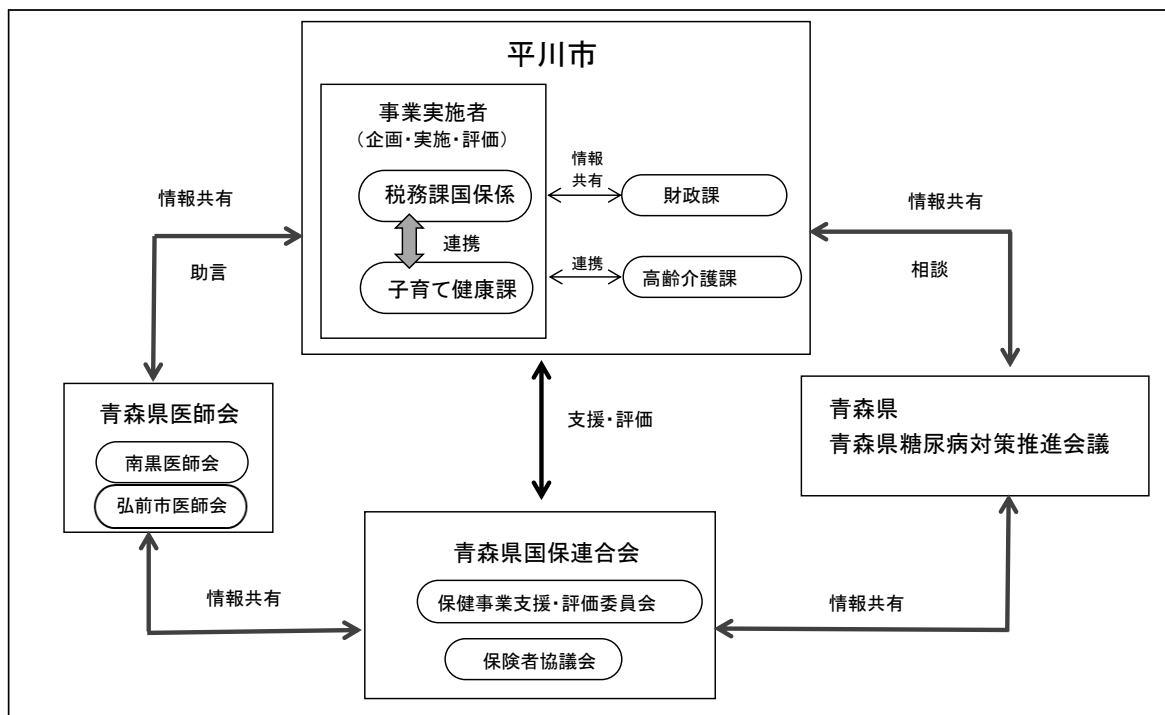 平川市
事業実施者
（企画・実施・評価）
税務課国保係
連携
子育て健康課
情報
共有
財政課
連携
高齢介護課
情報共有
助言
情報共有
相談
青森県医師会
南黒医師会
弘前市医師会
支援・評価
青森県
青森県糖尿病対策推進会議
青森県国保連合会
保健事業支援・評価委員会
保険者協議会
情報共有
情報共有